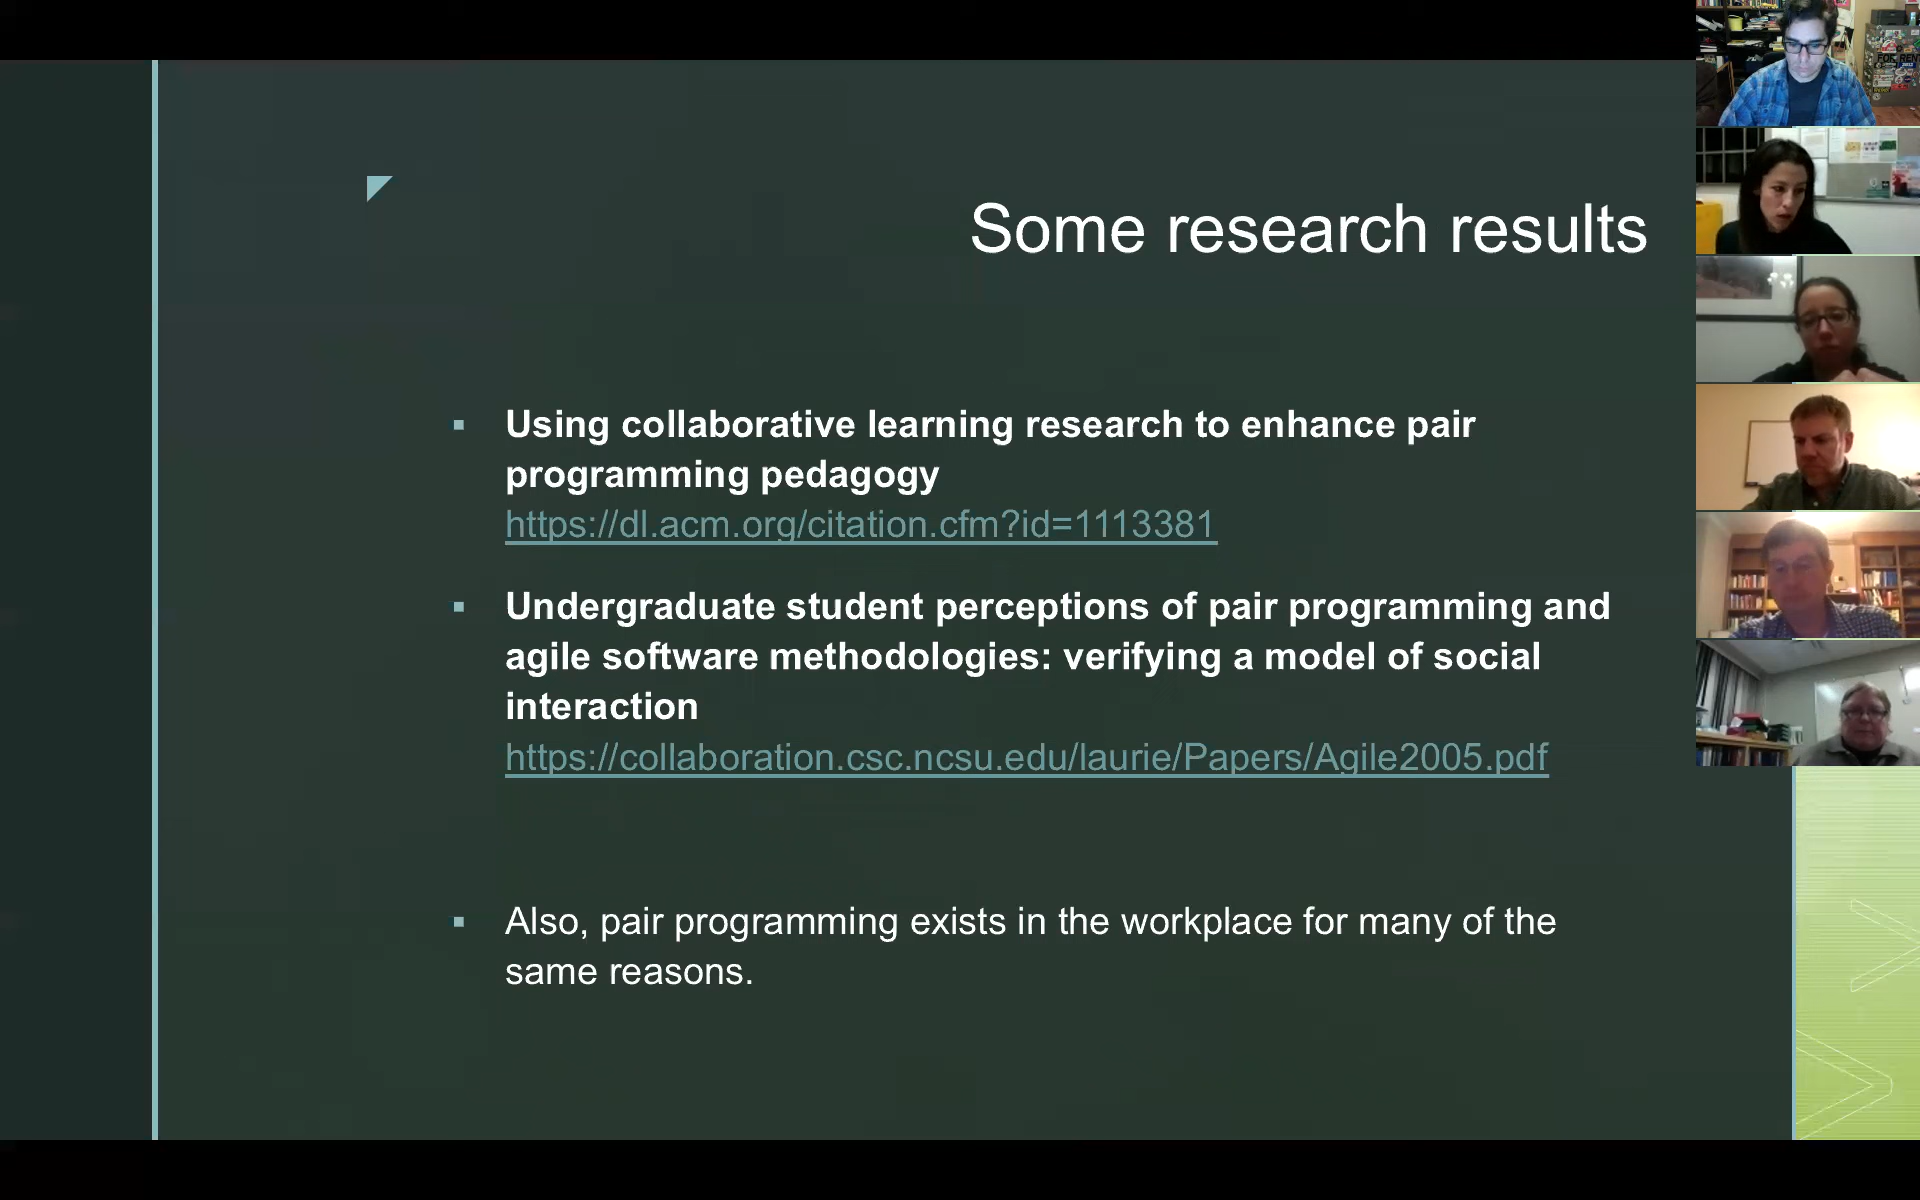 Some research results
Using collaborative learning research to enhance pair
programming pedagogy
https://dl.acm.org/citation.cfm?id=1113381
Undergraduate student perceptions of pair programming and
agile software methodologies: verifying a model of social
interaction
https://collaboration.csc.ncsu.edu/laurie/Papers/Agile2005.pdf
Also, pair programming exists in the workplace for many of the
same reasons.
FOR RENT